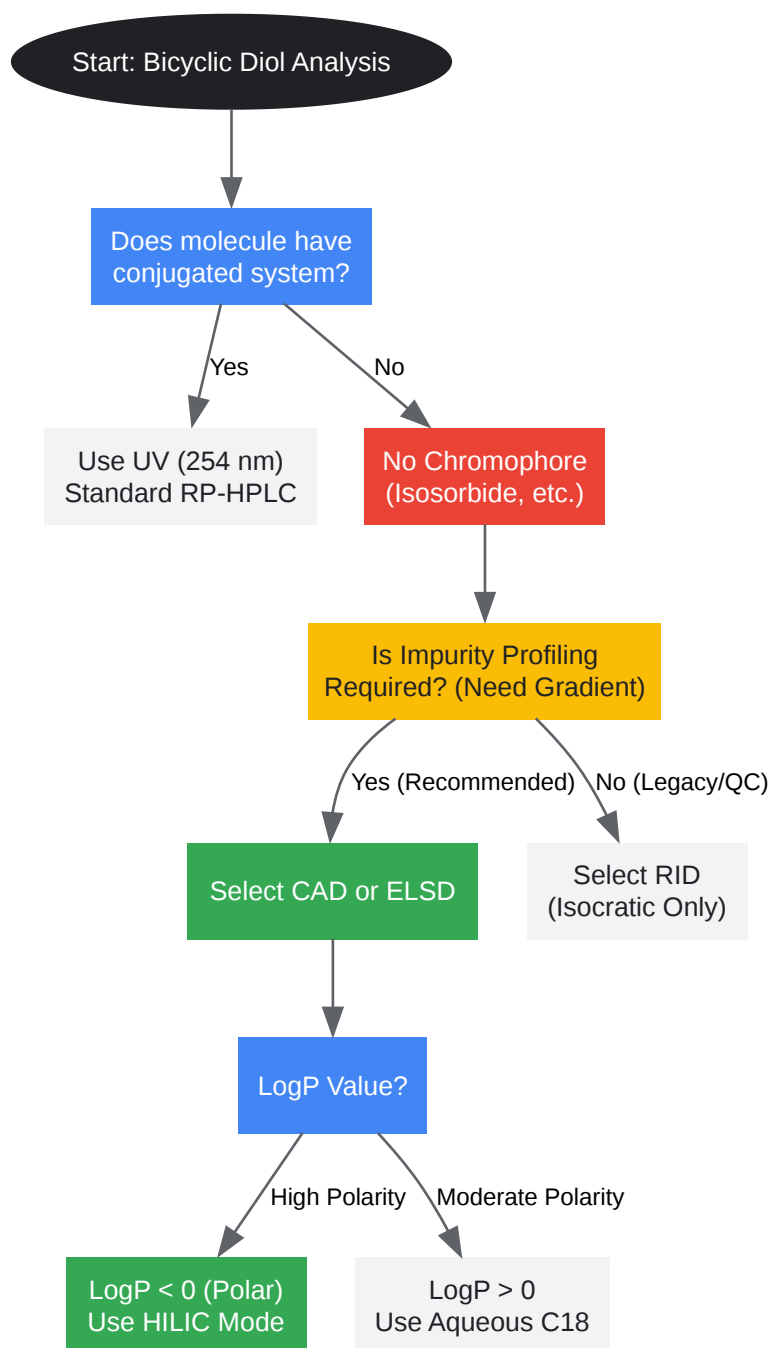 Start: Bicyclic Diol Analysis
Does molecule have
conjugated system?
Yes
No
Use UV (254 nm)
Standard RP-HPLC
No Chromophore
(Isosorbide, etc.)
Is Impurity Profiling
Required? (Need Gradient)
Yes (Recommended)
No (Legacy/QC)
Select CAD or ELSD
Select RID
(Isocratic Only)
LogP Value?
High Polarity
Moderate Polarity
LogP < 0 (Polar)
Use HILIC Mode
LogP > 0
Use Aqueous C18